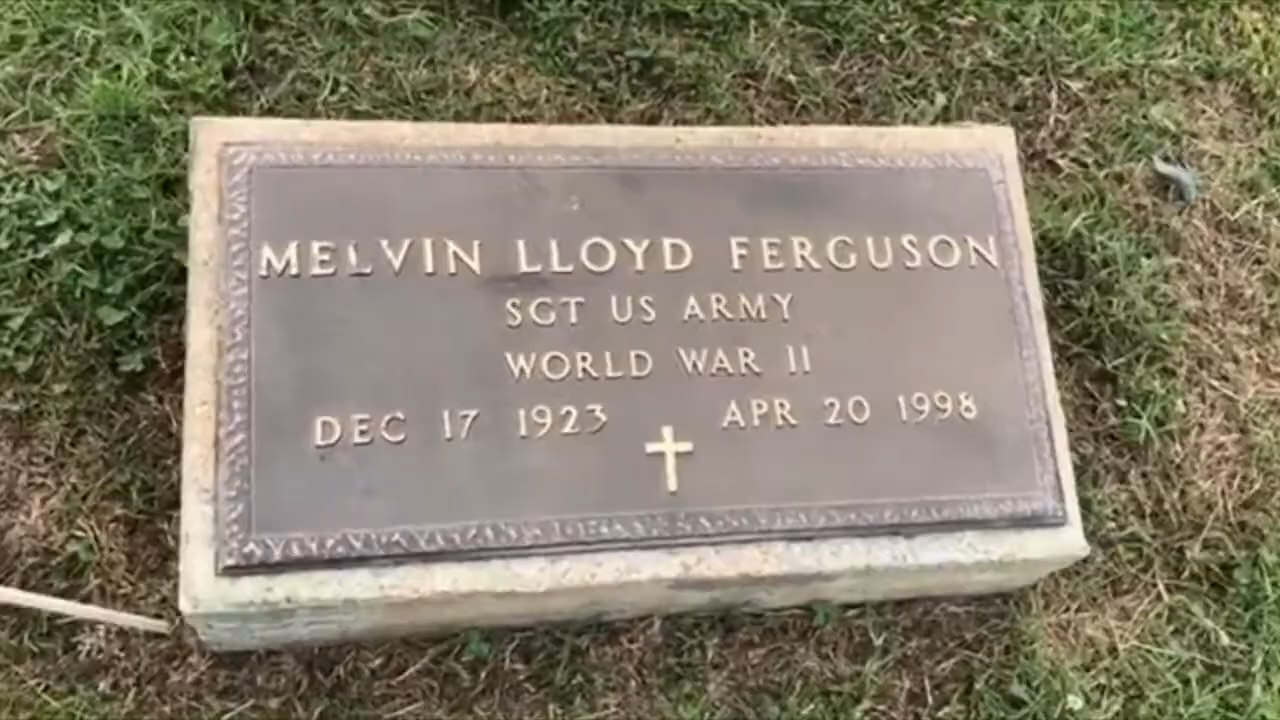 MELVIN LLOYD FERGUSON
SGT US ARMY
WORLD WAR II
DEC 17 1923 APR 20 1998